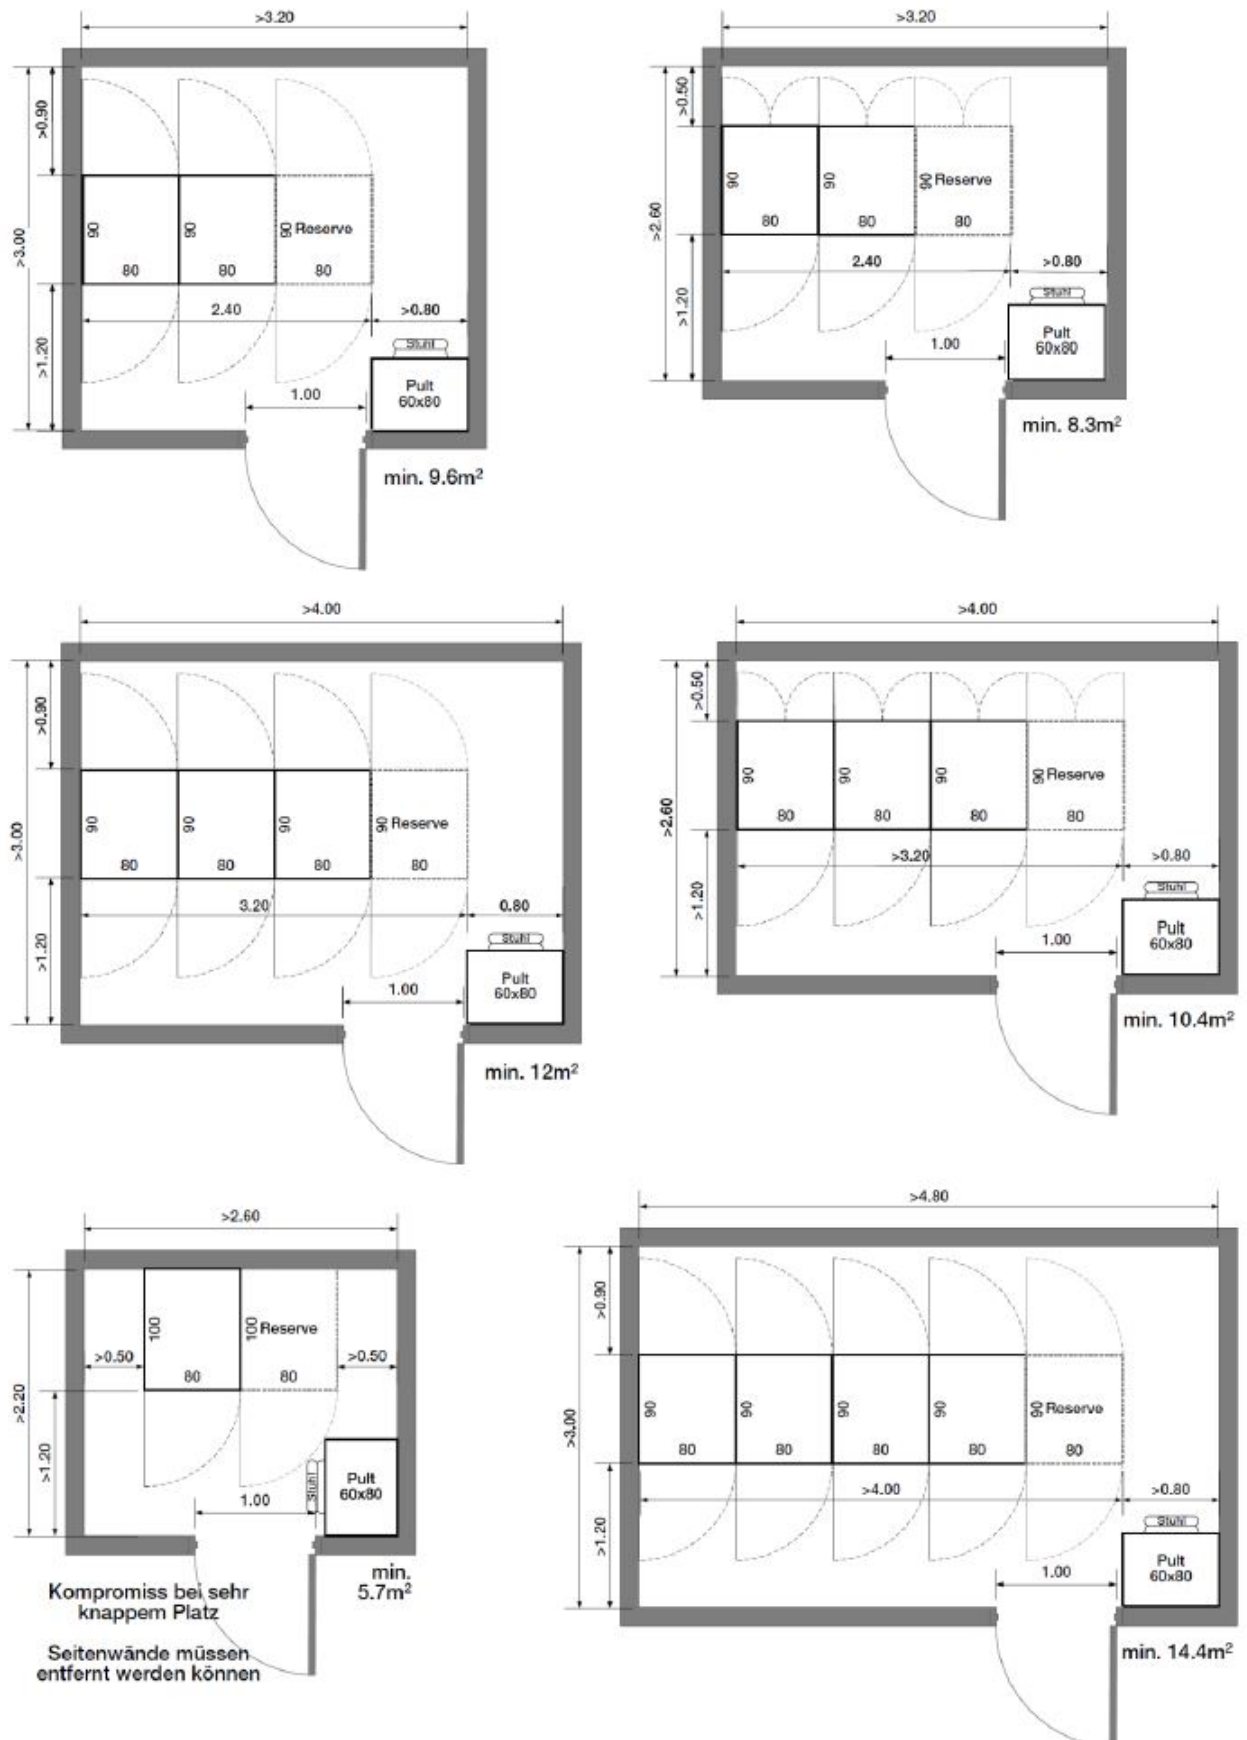 >3.20
>0.90
>3.00
>1.20
90
80
90
80
90 Reserve
80
2.40
>0.80
Stuhl
Pult
60x80
1.00
min. 9.6m²
>3.20
>0.50
>2.60
>1.20
90
80
90
80
90 Reserve
80
2.40
>0.80
Stuhl
Pult
60x80
1.00
min. 8.3m²
>4.00
>0.90
>3.00
>1.20
90
80
90
80
90
80
90 Reserve
80
3.20
0.80
Stuhl
Pult
60x80
1.00
min. 12m²
>4.00
>0.50
>2.60
>1.20
90
80
90
80
90
80
90 Reserve
80
>3.20
>0.80
Stuhl
Pult
60x80
1.00
min. 10.4m²
>2.60
>2.20
>1.20
>0.50
100
80
100 Reserve
80
>0.50
Stuhl
Pult
60x80
1.00
min.
5.7m²
Kompromiss bei sehr
knappem Platz
Seitenwände müssen
entfernt werden können
>4.80
>0.90
>3.00
>1.20
90
80
90
80
90
80
90
80
90 Reserve
80
>4.00
>0.80
Stuhl
Pult
60x80
1.00
min. 14.4m²